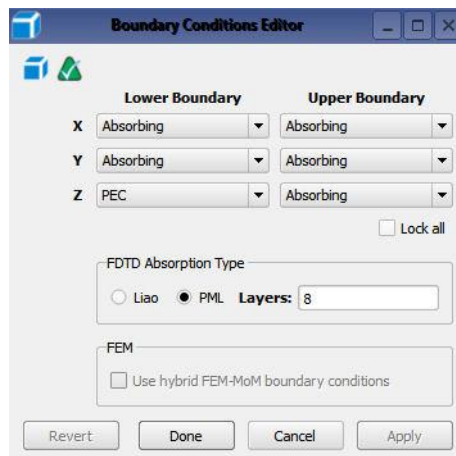 Boundary Conditions Editor
Lower Boundary Upper Boundary
X Absorbing Absorbing
Y Absorbing Absorbing
Z PEC Absorbing
Lock all
FDTD Absorption Type
Liao PML Layers: 8
FEM
Use hybrid FEM-MoM boundary conditions
Revert Done Cancel Apply